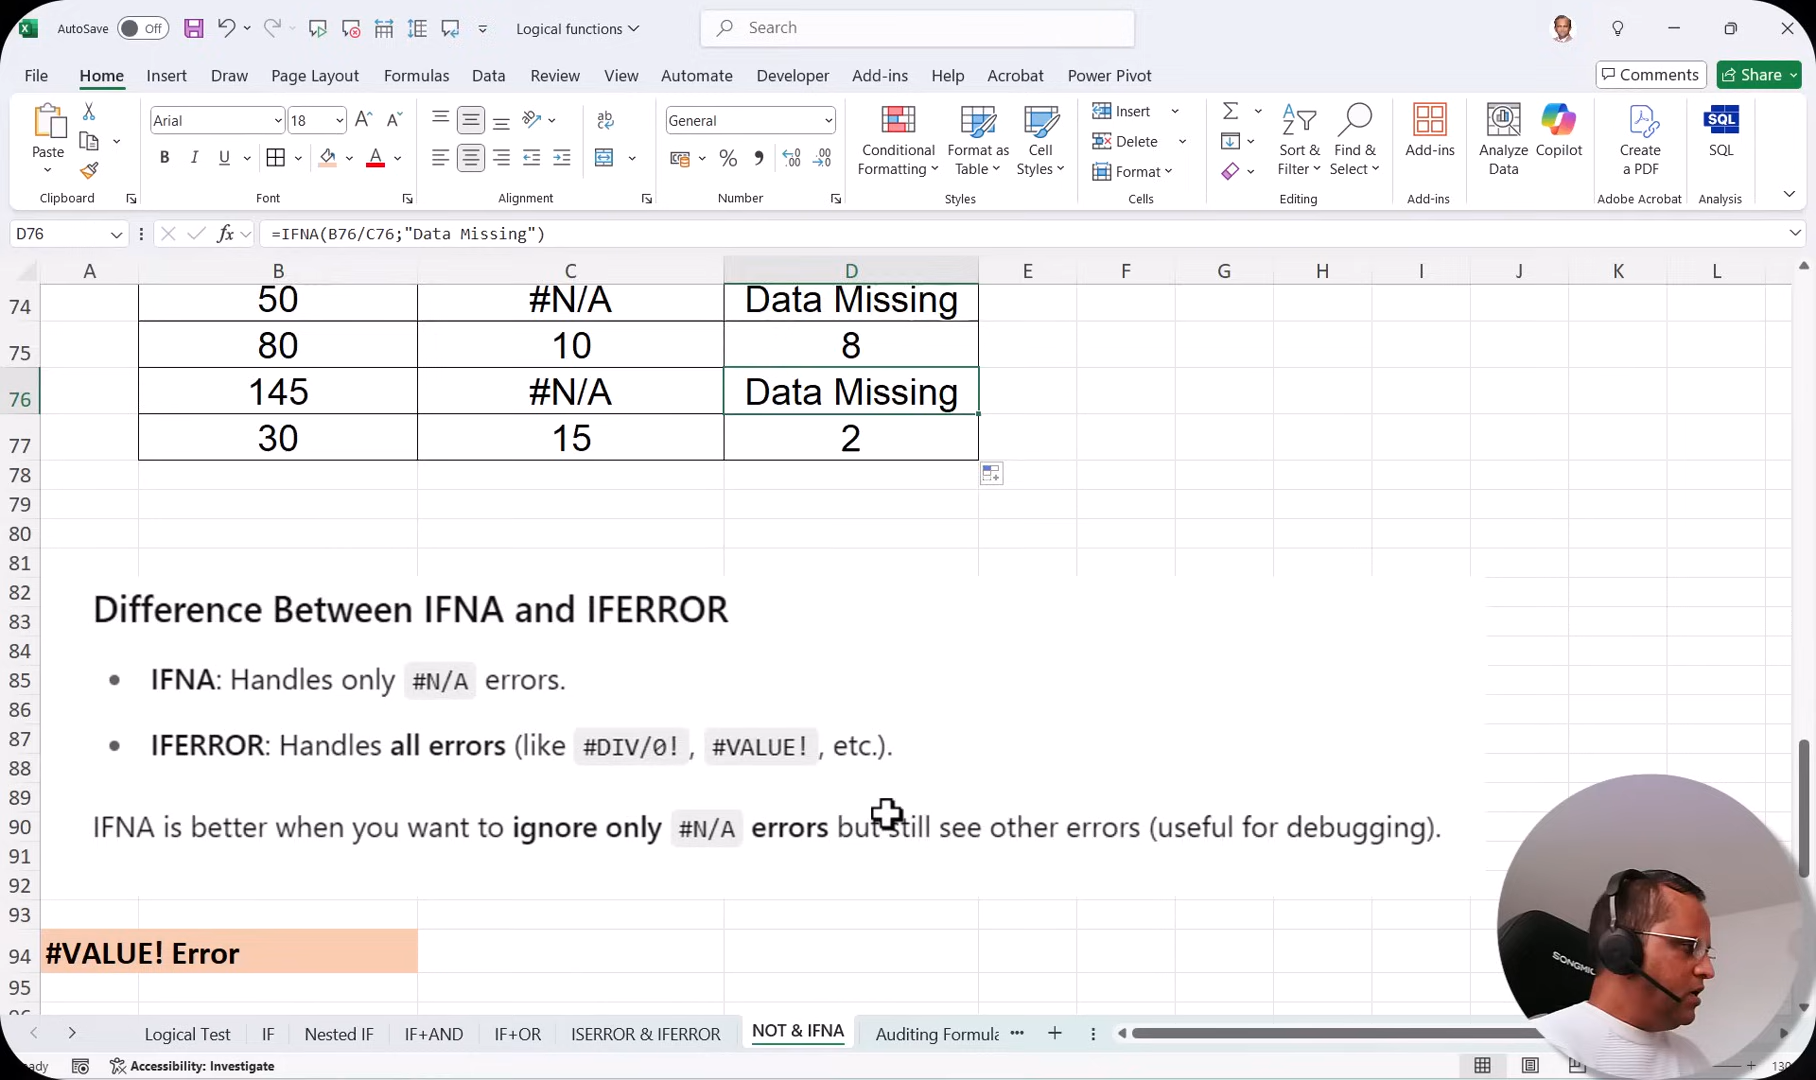 AutoSave Off Logical functions Search
File Home Insert Draw Page Layout Formulas Data Review View Automate Developer Add-ins Help Acrobat Power Pivot Comments Share
Paste
Clipboard
Arial 18
B I U A
Font
ab
Alignment
General
% 9
Number
Conditional Formatting
Format as Table
Cell Styles
Styles
Insert
Delete
Format
Cells
Sort & Filter
Find & Select
Editing
Add-ins
Add-ins
Analyze Data
Copilot
Create a PDF
Adobe Acrobat
SQL
SQL
Analysis
D76 fx =IFNA(B76/C76;"Data Missing")
A B C D E F G H I J K L
74 50 #N/A Data Missing
75 80 10 8
76 145 #N/A Data Missing
77 30 15 2
78
79
80
81
82
Difference Between IFNA and IFERROR
83
84
85
• IFNA: Handles only #N/A errors.
86
87
• IFERROR: Handles all errors (like #DIV/0!, #VALUE!, etc.).
88
89
90
IFNA is better when you want to ignore only #N/A errors but still see other errors (useful for debugging).
91
92
93
94 #VALUE! Error
95
Logical Test IF Nested IF IF+AND IF+OR ISERROR & IFERROR NOT & IFNA Auditing Formula
Accessibility: Investigate